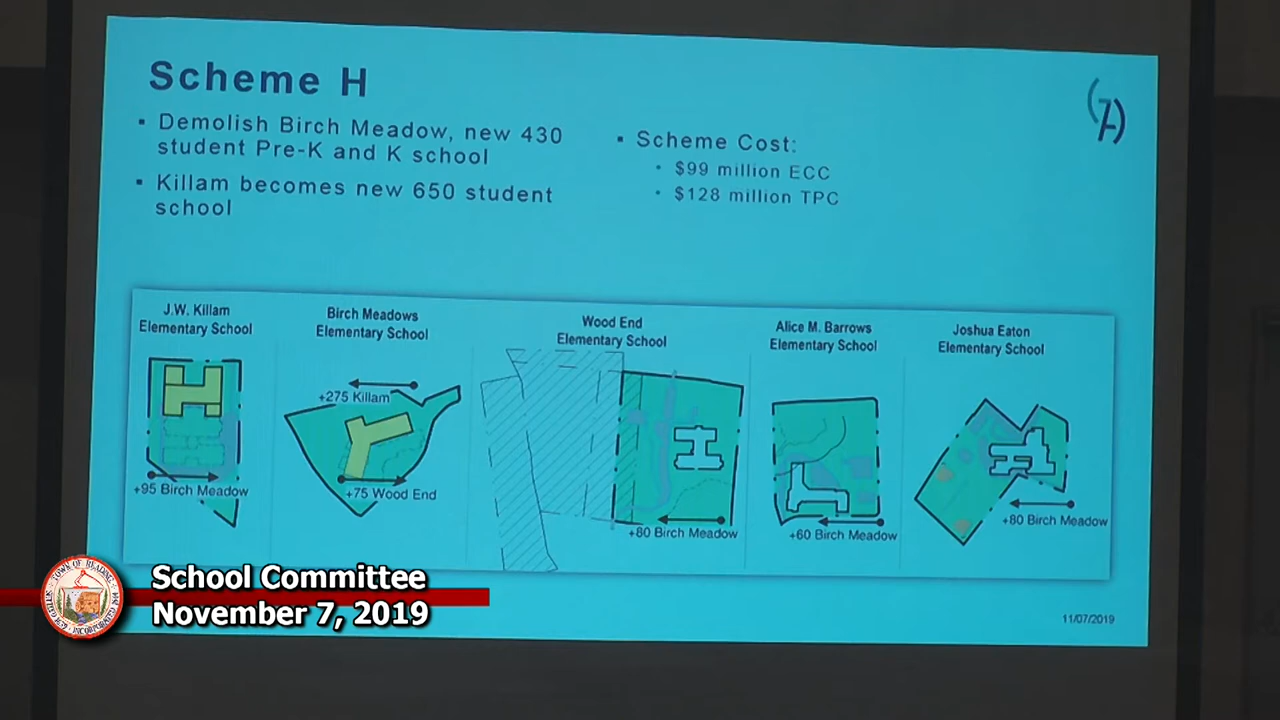 Scheme H
▪ Demolish Birch Meadow, new 430
student Pre-K and K school
▪ Killam becomes new 650 student
school
▪ Scheme Cost:
• $99 million ECC
• $128 million TPC
J.W. Killam
Elementary School
+95 Birch Meadow
Birch Meadows
Elementary School
+275 Killam
+75 Wood End
Wood End
Elementary School
+80 Birch Meadow
Alice M. Barrows
Elementary School
+60 Birch Meadow
Joshua Eaton
Elementary School
+80 Birch Meadow
TOWN OF READING
School Committee
November 7, 2019
11/07/2019